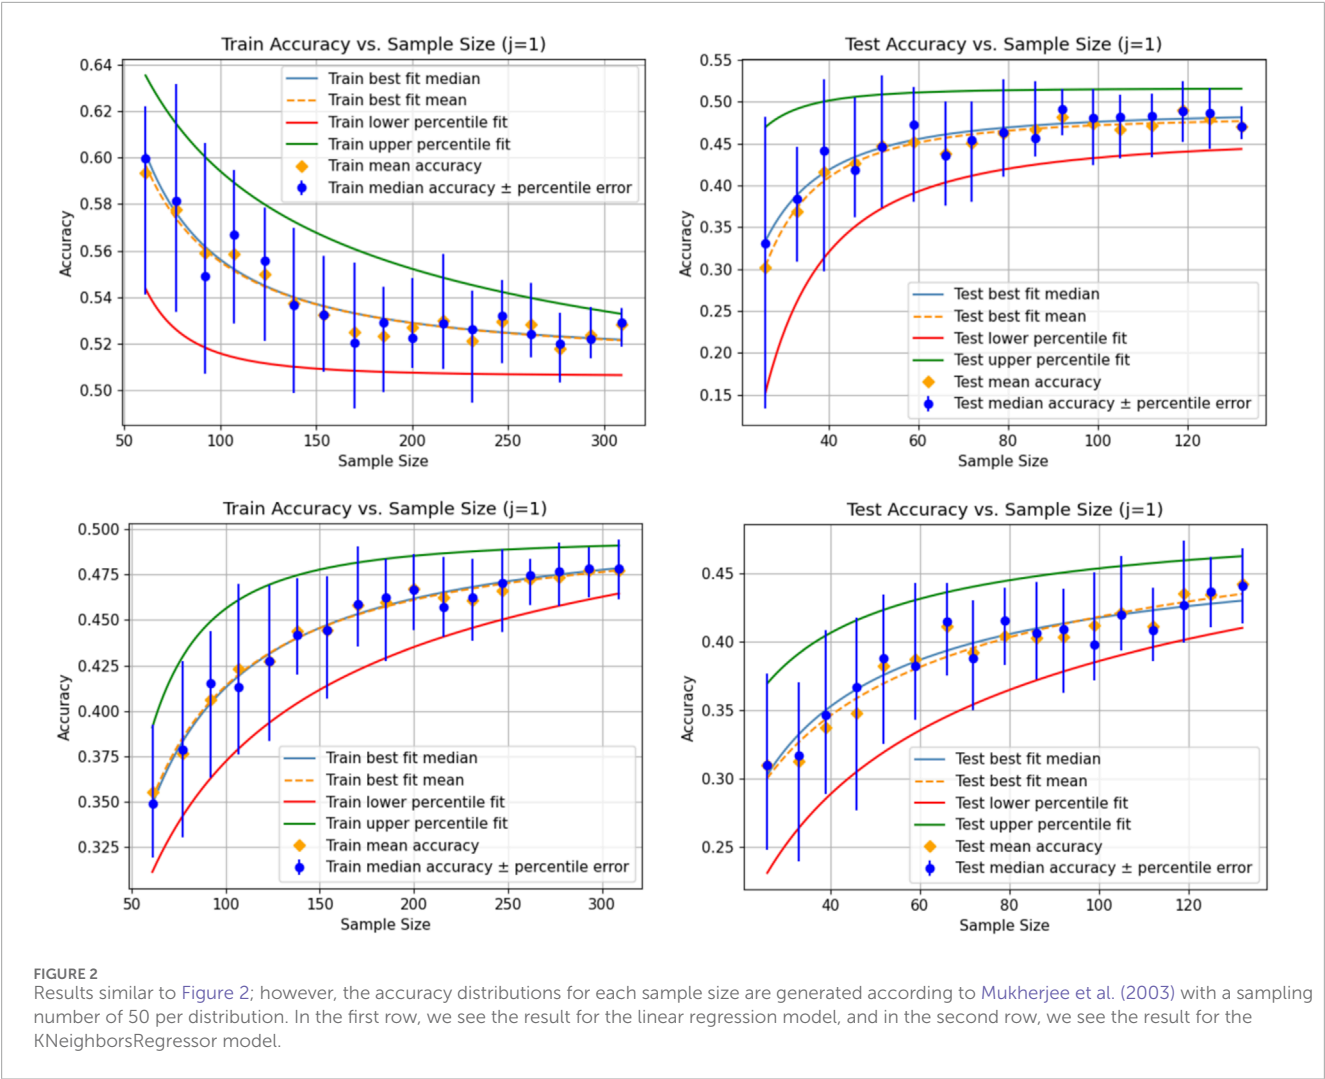 Train Accuracy vs. Sample Size (j=1)
0.64
0.62
0.60
0.58
0.56
0.54
0.52
0.50
Accuracy
Train best fit median
Train best fit mean
Train lower percentile fit
Train upper percentile fit
Train mean accuracy
Train median accuracy ± percentile error
50 100 150 200 250 300
Sample Size
Test Accuracy vs. Sample Size (j=1)
0.55
0.50
0.45
0.40
0.35
0.30
0.25
0.20
0.15
Accuracy
Test best fit median
Test best fit mean
Test lower percentile fit
Test upper percentile fit
Test mean accuracy
Test median accuracy ± percentile error
40 60 80 100 120
Sample Size
Train Accuracy vs. Sample Size (j=1)
0.500
0.475
0.450
0.425
0.400
0.375
0.350
0.325
Accuracy
Train best fit median
Train best fit mean
Train lower percentile fit
Train upper percentile fit
Train mean accuracy
Train median accuracy ± percentile error
50 100 150 200 250 300
Sample Size
Test Accuracy vs. Sample Size (j=1)
0.45
0.40
0.35
0.30
0.25
Accuracy
Test best fit median
Test best fit mean
Test lower percentile fit
Test upper percentile fit
Test mean accuracy
Test median accuracy ± percentile error
40 60 80 100 120
Sample Size
FIGURE 2
Results similar to Figure 2; however, the accuracy distributions for each sample size are generated according to Mukherjee et al. (2003) with a sampling
number of 50 per distribution. In the first row, we see the result for the linear regression model, and in the second row, we see the result for the
KNeighborsRegressor model.